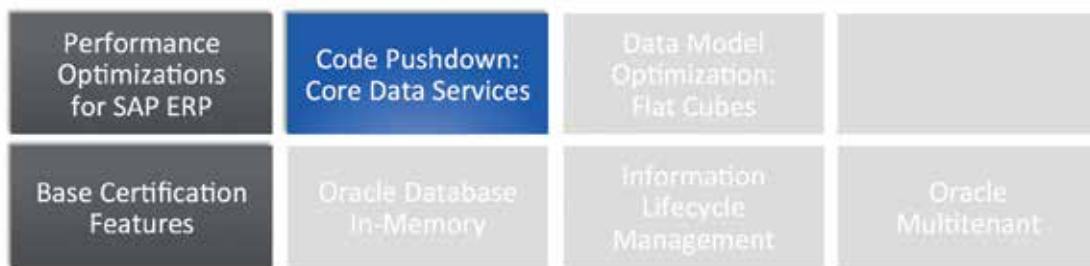 Performance
Optimizations
for SAP ERP
Code Pushdown:
Core Data Services
Data Model
Optimization:
Flat Cubes
Base Certification
Features
Oracle Database
In-Memory
Information
Lifecycle
Management
Oracle
Multitenant